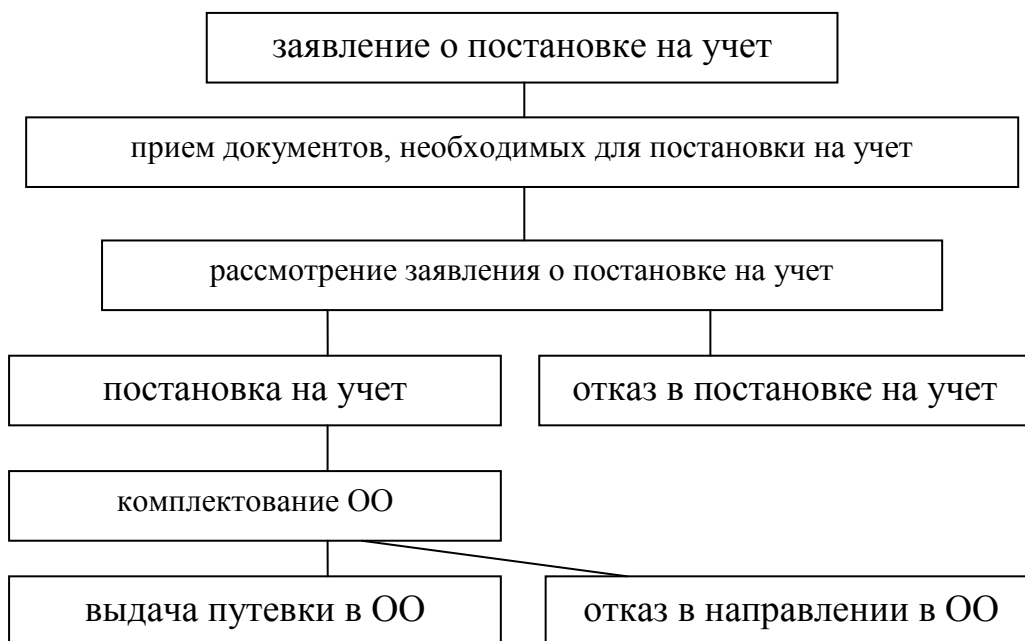 заявление о постановке на учет
прием документов, необходимых для постановки на учет
рассмотрение заявления о постановке на учет
постановка на учет
отказ в постановке на учет
комплектование ОО
выдача путевки в ОО
отказ в направлении в ОО